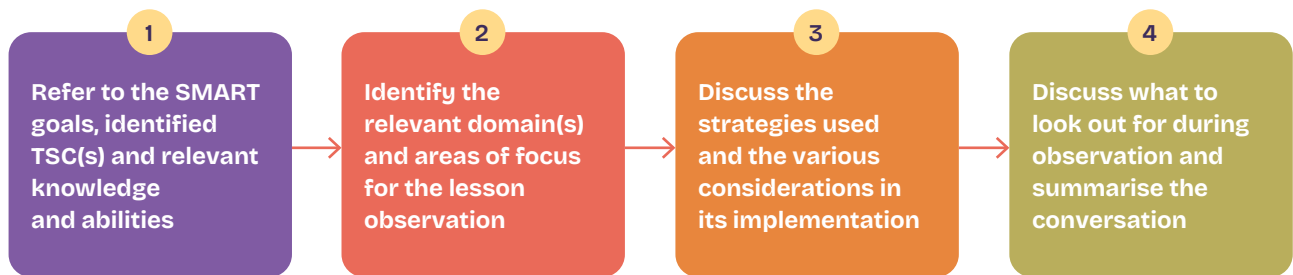 1
Refer to the SMART
goals, identified
TSC(s) and relevant
knowledge
and abilities
2
Identify the
relevant domain(s)
and areas of focus
for the lesson
observation
3
Discuss the
strategies used
and the various
considerations in
its implementation
4
Discuss what to
look out for during
observation and
summarise the
conversation